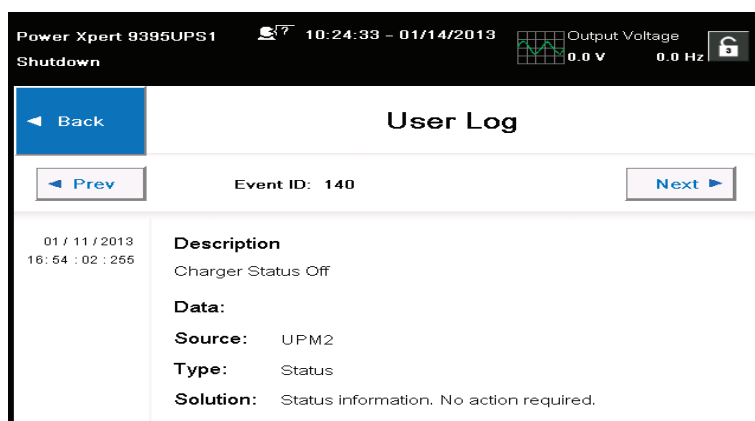 Power Xpert 9395UPS1
? 10:24:33 - 01/14/2013
Output Voltage
Shutdown
0.0 V 0.0 Hz
3
Back
User Log
Prev
Event ID: 140
Next
01 / 11 / 2013
16: 54 : 02 : 255
Description
Charger Status Off
Data:
Source: UPM2
Type: Status
Solution: Status information. No action required.